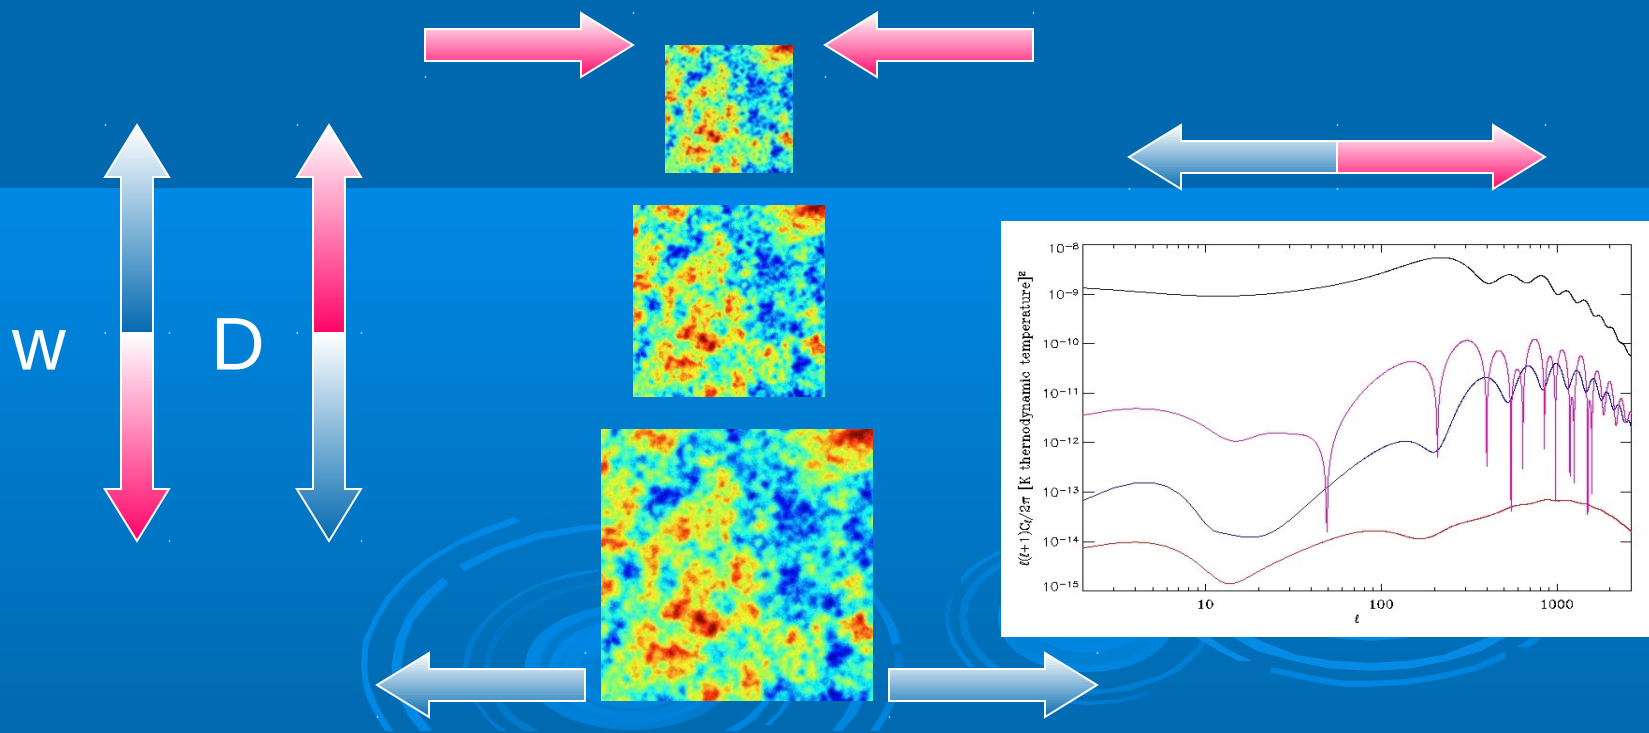 w
D
ℓ(ℓ+1)Cℓ/2π [K thermodynamic temperature]²
10⁻⁸
10⁻⁹
10⁻¹⁰
10⁻¹¹
10⁻¹²
10⁻¹³
10⁻¹⁴
10⁻¹⁵
10 100 1000
ℓ